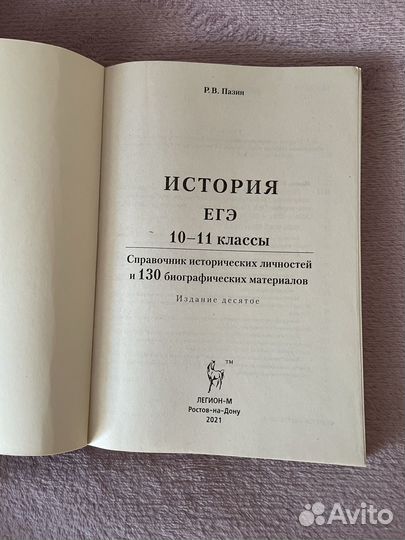 Р. В. Пазин
ИСТОРИЯ
ЕГЭ
10–11 классы
Справочник исторических личностей
и 130 биографических материалов
Издание десятое
TM
ЛЕГИОН-М
Ростов-на-Дону
2021
Avito